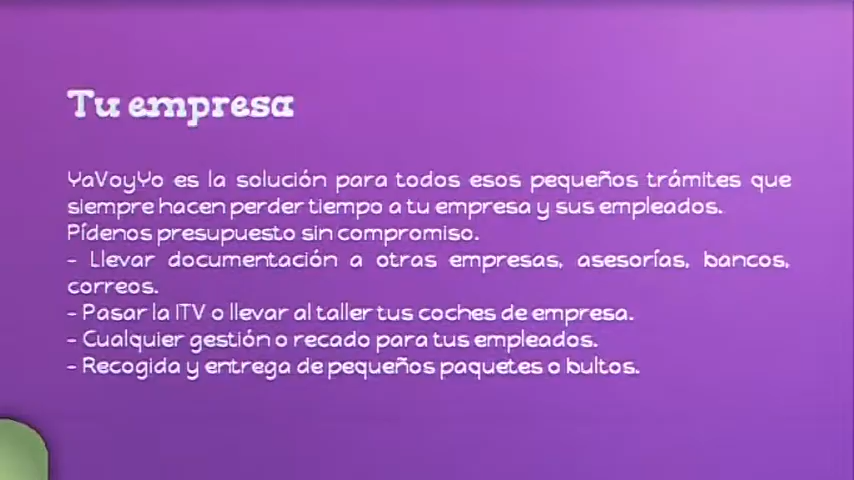 Tu empresa
YaVoyYo es la solución para todos esos pequeños trámites que
siempre hacen perder tiempo a tu empresa y sus empleados.
Pídenos presupuesto sin compromiso.
- Llevar documentación a otras empresas, asesorías, bancos,
correos.
- Pasar la ITV o llevar al taller tus coches de empresa.
- Cualquier gestión o recado para tus empleados.
- Recogida y entrega de pequeños paquetes o bultos.